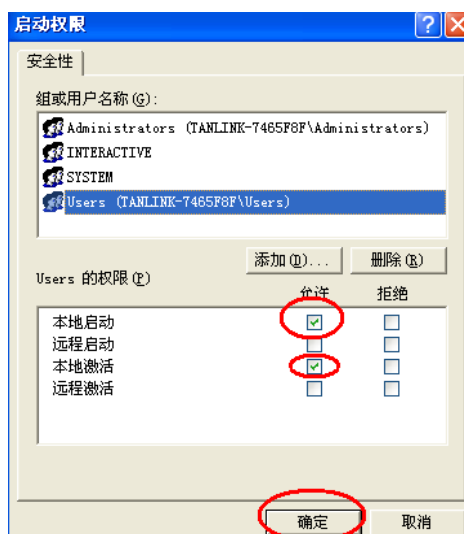 启动权限
安全性
组或用户名称(G):
Administrators (TANLINK-7465F8F\Administrators)
INTERACTIVE
SYSTEM
Users (TANLINK-7465F8F\Users)
添加(D)... 删除(R)
Users 的权限(P) 允许 拒绝
本地启动
远程启动
本地激活
远程激活
确定 取消